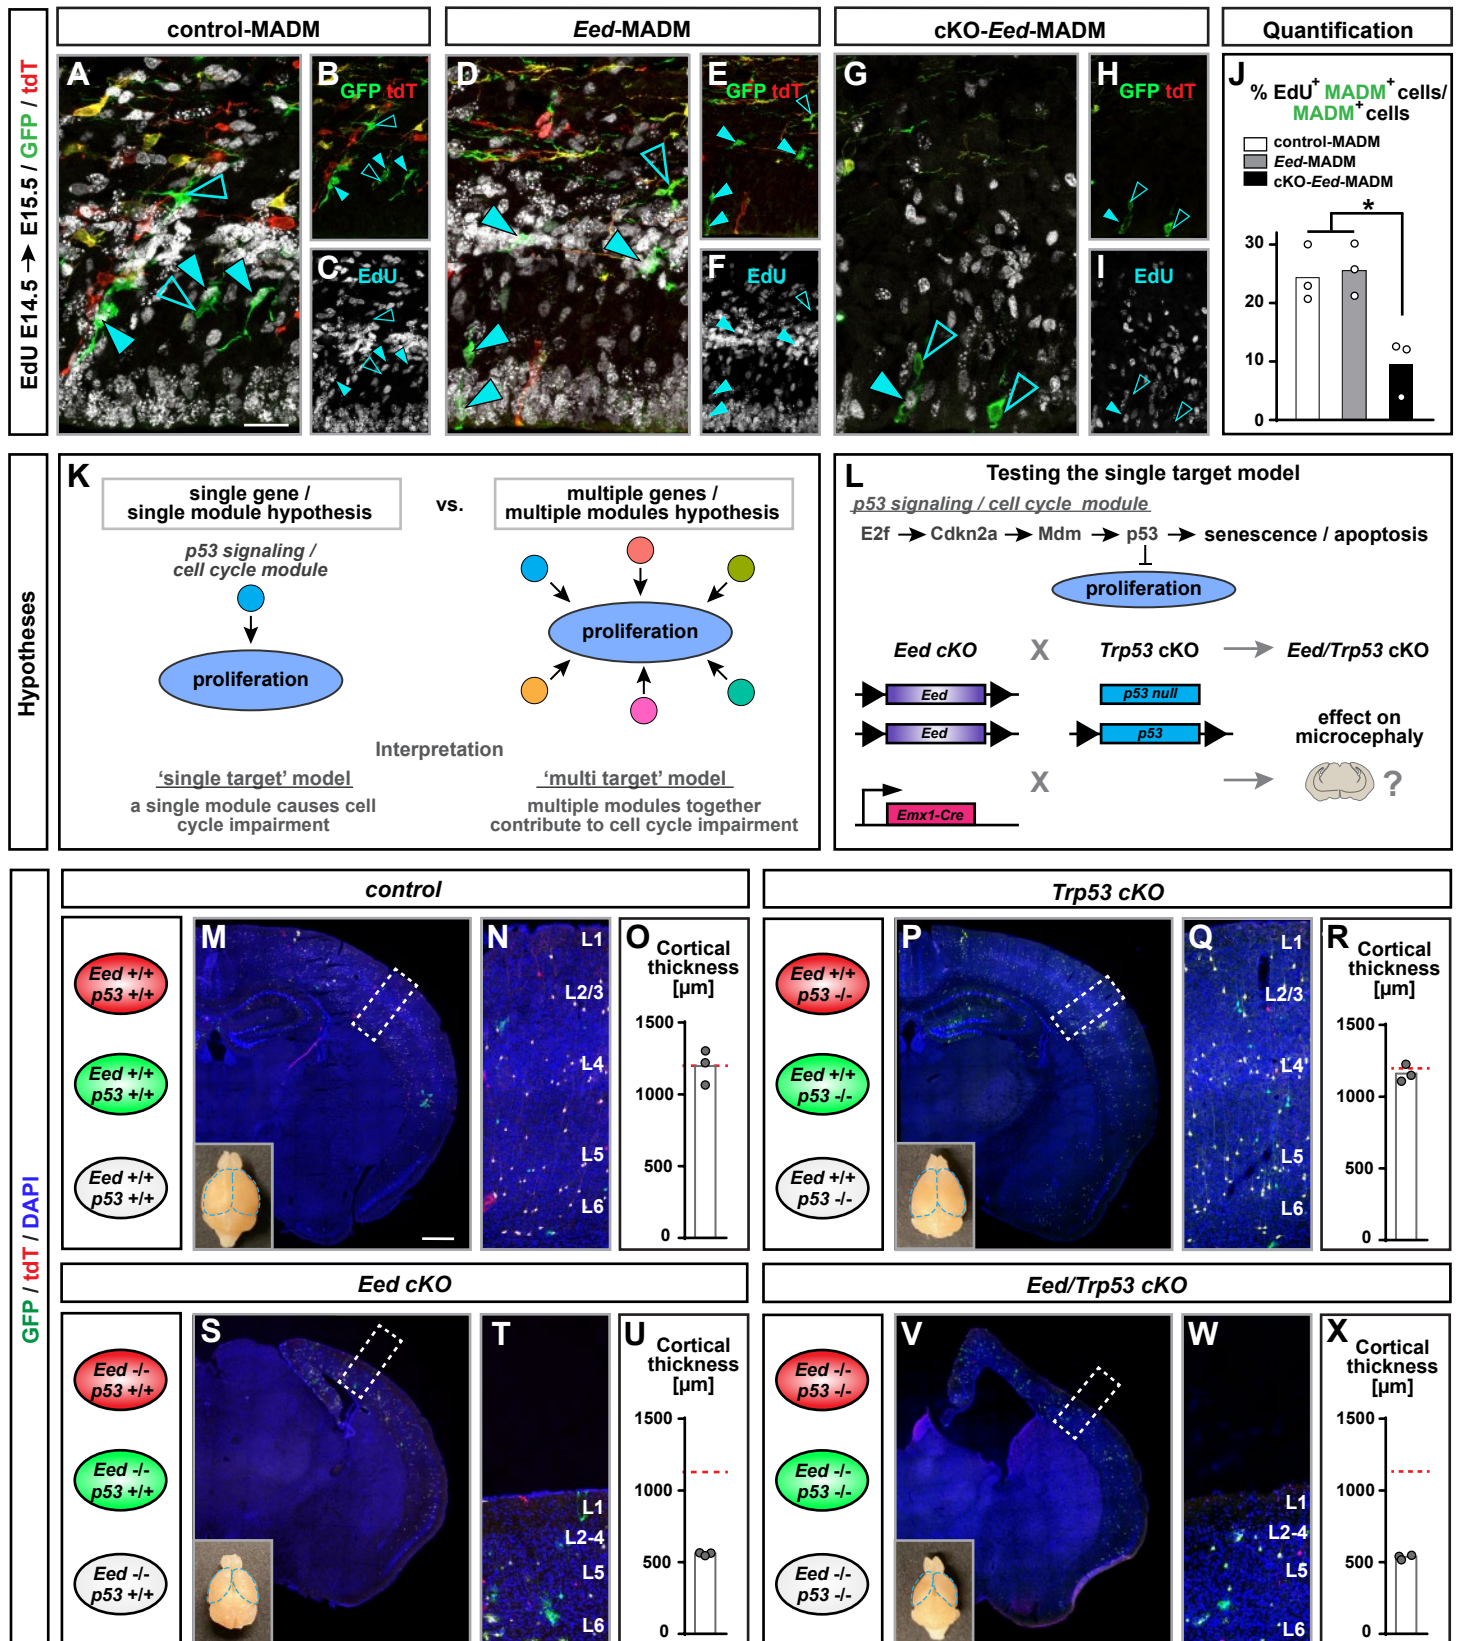 control-MADM
Eed-MADM
cKO-Eed-MADM
Quantification
EdU E14.5 → E15.5 / GFP / tdT
A
B
GFP tdT
C
EdU
D
E
GFP tdT
F
EdU
G
H
GFP tdT
I
EdU
J
% EdU+ MADM+ cells/
MADM+ cells
control-MADM
Eed-MADM
cKO-Eed-MADM
*
30
20
10
0
Hypotheses
K
single gene /
single module hypothesis
vs.
multiple genes /
multiple modules hypothesis
p53 signaling /
cell cycle module
proliferation
proliferation
Interpretation
'single target' model
a single module causes cell
cycle impairment
'multi target' model
multiple modules together
contribute to cell cycle impairment
L
Testing the single target model
p53 signaling / cell cycle module
E2f → Cdkn2a → Mdm → p53 → senescence / apoptosis
proliferation
Eed cKO X Trp53 cKO → Eed/Trp53 cKO
Eed
p53 null
Eed
p53
effect on
microcephaly
X
?
Emx1-Cre
GFP / tdT / DAPI
control
Eed +/+
p53 +/+
Eed +/+
p53 +/+
Eed +/+
p53 +/+
M
N
L1
L2/3
L4
L5
L6
O
Cortical
thickness
[µm]
1500
1000
500
0
Trp53 cKO
Eed +/+
p53 -/-
Eed +/+
p53 -/-
Eed +/+
p53 -/-
P
Q
L1
L2/3
L4
L5
L6
R
Cortical
thickness
[µm]
1500
1000
500
0
Eed cKO
Eed -/-
p53 +/+
Eed -/-
p53 +/+
Eed -/-
p53 +/+
S
T
L1
L2-4
L5
L6
U
Cortical
thickness
[µm]
1500
1000
500
0
Eed/Trp53 cKO
Eed -/-
p53 -/-
Eed -/-
p53 -/-
Eed -/-
p53 -/-
V
W
L1
L2-4
L5
L6
X
Cortical
thickness
[µm]
1500
1000
500
0